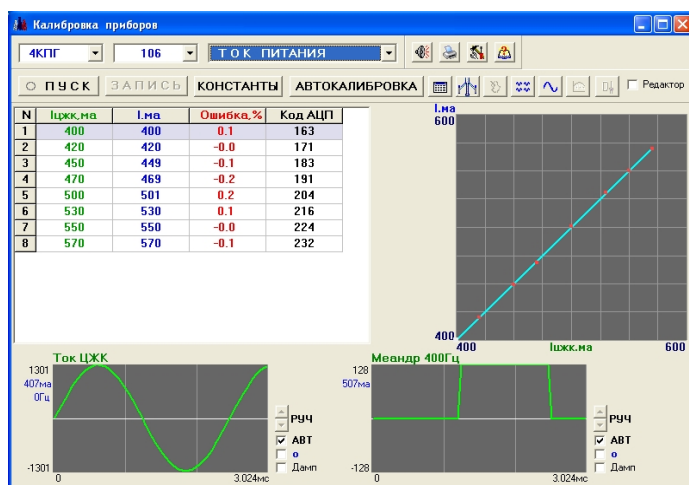 Калибровка приборов
4КПГ 106 ТОК ПИТАНИЯ
ПУСК ЗАПИСЬ КОНСТАНТЫ АВТОКАЛИБРОВКА Редактор
N Iцжк,ма I,ма Ошибка,% Код АЦП
1 400 400 0.1 163
2 420 420 -0.0 171
3 450 449 -0.1 183
4 470 469 -0.2 191
5 500 501 0.2 204
6 530 530 0.1 216
7 550 550 -0.0 224
8 570 570 -0.1 232
I,ма
600
400
400 Iцжк,ма 600
Ток ЦЖК
1301
407ма
0Гц
-1301
0 3.024мс
РУЧ
АВТ
о
Дамп
Меандр 400Гц
128
507ма
-128
0 3.024мс
РУЧ
АВТ
о
Дамп